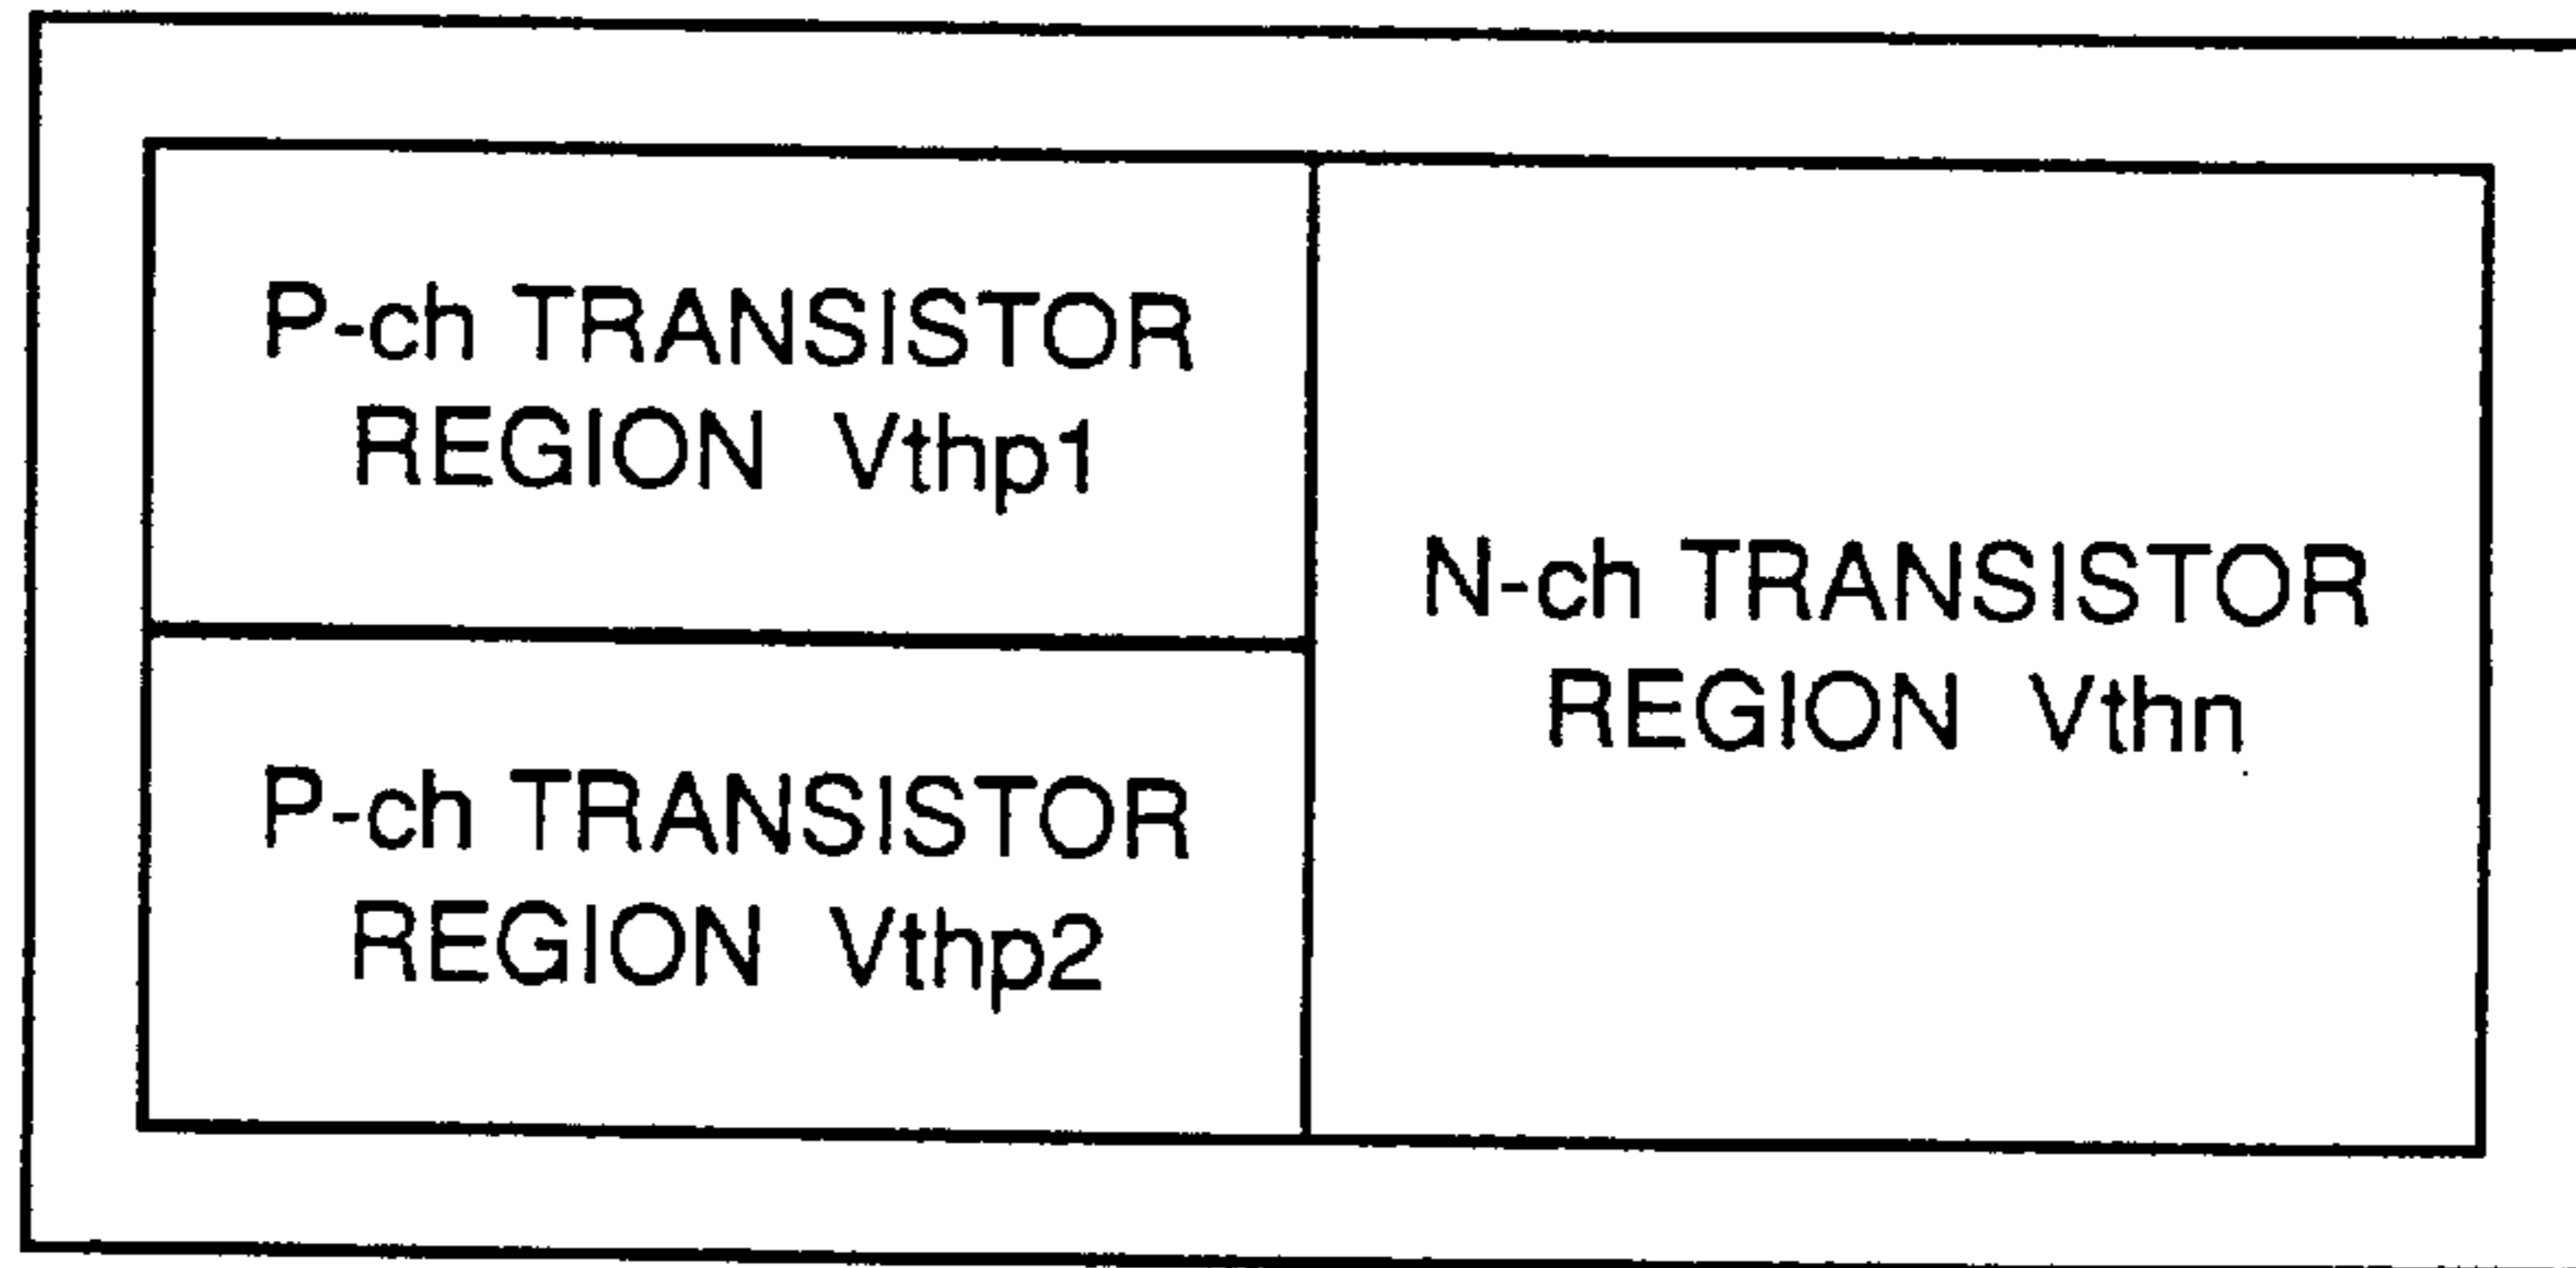 P-ch TRANSISTOR
REGION Vthp1
P-ch TRANSISTOR
REGION Vthp2
N-ch TRANSISTOR
REGION Vthn